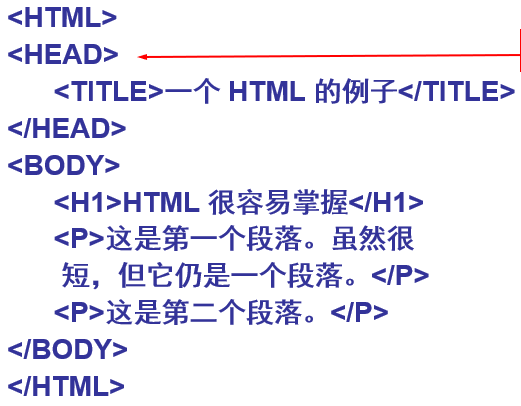 <HTML>
<HEAD>
<TITLE>一个 HTML 的例子</TITLE>
</HEAD>
<BODY>
<H1>HTML 很容易掌握</H1>
<P>这是第一个段落。虽然很
短，但它仍是一个段落。</P>
<P>这是第二个段落。</P>
</BODY>
</HTML>